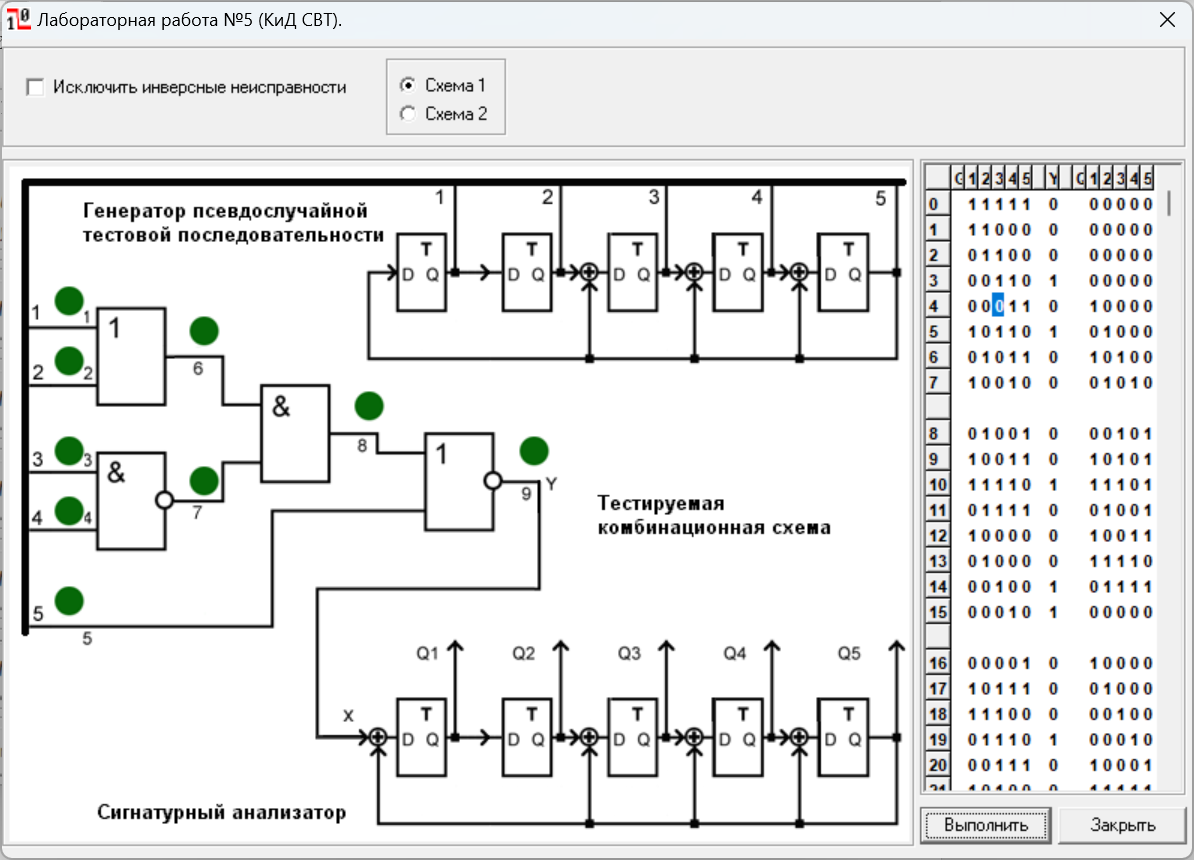 Лабораторная работа №5 (КиД СВТ).
Исключить инверсные неисправности
Схема 1
Схема 2
Генератор псевдослучайной
тестовой последовательности
1 2 3 4 5
T T T T T
D Q D Q D Q D Q D Q
1 1 1
2 2 6
&
8
3 3 &
4 4 7
1
9 Y
5
5
Тестируемая
комбинационная схема
Q1 Q2 Q3 Q4 Q5
X
T T T T T
D Q D Q D Q D Q D Q
Сигнатурный анализатор
1 2 3 4 5 Y 1 2 3 4 5
0 1 1 1 1 1 0 0 0 0 0 0
1 1 1 0 0 0 0 0 0 0 0 0
2 0 1 1 0 0 0 0 0 0 0 0
3 0 0 1 1 0 1 0 0 0 0 0
4 0 0 0 1 1 0 1 0 0 0 0
5 1 0 1 1 0 1 0 1 0 0 0
6 0 1 0 1 1 0 1 0 1 0 0
7 1 0 0 1 0 0 0 1 0 1 0
8 0 1 0 0 1 0 0 0 1 0 1
9 1 0 0 1 1 0 1 0 1 0 1
10 1 1 1 1 0 1 1 1 1 0 1
11 0 1 1 1 1 0 0 1 0 0 1
12 1 0 0 0 0 0 1 0 0 1 1
13 0 1 0 0 0 0 1 1 1 1 0
14 0 0 1 0 0 1 0 1 1 1 1
15 0 0 0 1 0 1 0 0 0 0 0
16 0 0 0 0 1 0 1 0 0 0 0
17 1 0 1 1 1 0 0 1 0 0 0
18 1 1 1 0 0 0 0 0 1 0 0
19 0 1 1 1 0 1 0 0 0 1 0
20 0 0 1 1 1 0 1 0 0 0 1
Выполнить
Закрыть